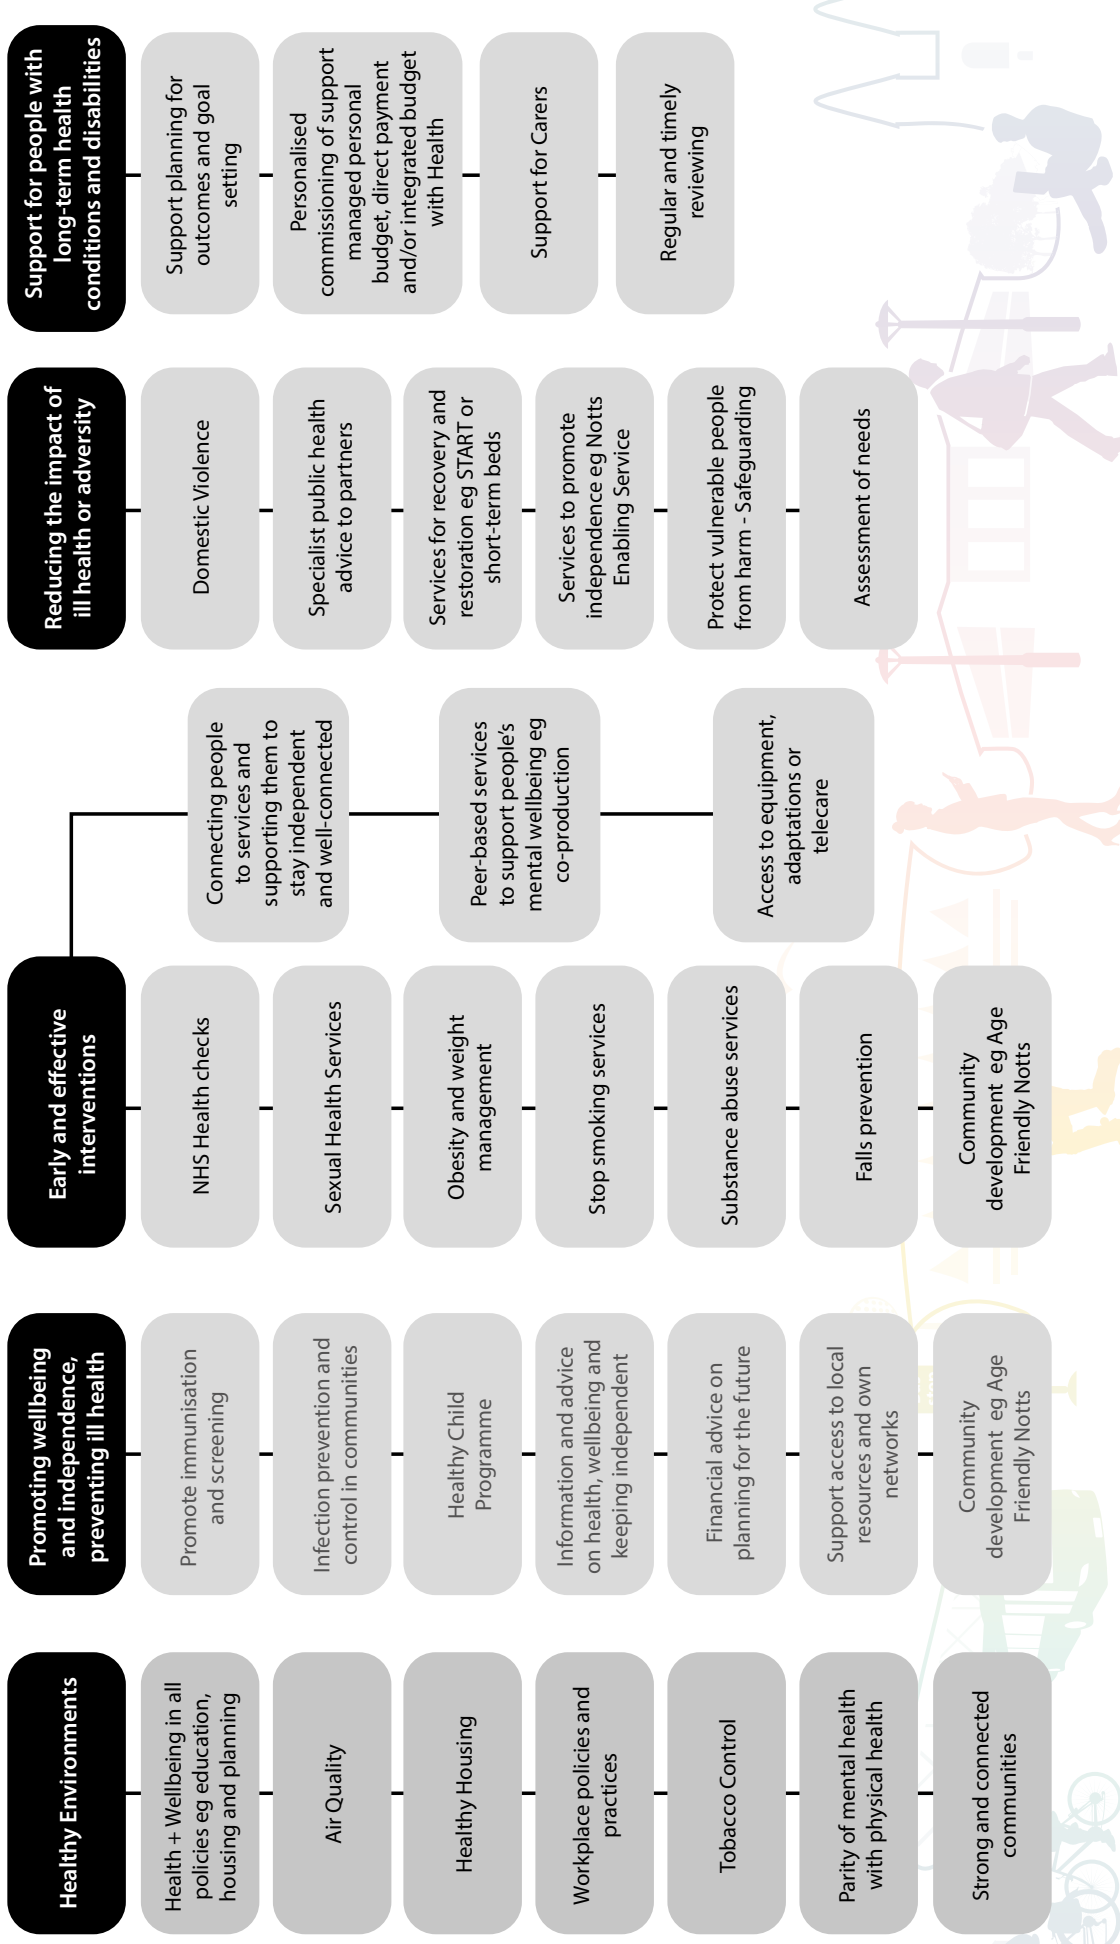 Healthy Environments
Health + Wellbeing in all
policies eg education,
housing and planning
Air Quality
Healthy Housing
Workplace policies and
practices
Tobacco Control
Parity of mental health
with physical health
Strong and connected
communities
Promoting wellbeing
and independence,
preventing ill health
Promote immunisation
and screening
Infection prevention and
control in communities
Healthy Child
Programme
Information and advice
on health, wellbeing and
keeping independent
Financial advice on
planning for the future
Support access to local
resources and own
networks
Community
development eg Age
Friendly Notts
Early and effective
interventions
NHS Health checks
Sexual Health Services
Obesity and weight
management
Stop smoking services
Substance abuse services
Falls prevention
Community
development eg Age
Friendly Notts
Connecting people
to services and
supporting them to
stay independent
and well-connected
Peer-based services
to support people's
mental wellbeing eg
co-production
Access to equipment,
adaptations or
telecare
Reducing the impact of
ill health or adversity
Domestic Violence
Specialist public health
advice to partners
Services for recovery and
restoration eg START or
short-term beds
Services to promote
independence eg Notts
Enabling Service
Protect vulnerable people
from harm - Safeguarding
Assessment of needs
Support for people with
long-term health
conditions and disabilities
Support planning for
outcomes and goal
setting
Personalised
commissioning of support
managed personal
budget, direct payment
and/or integrated budget
with Health
Support for Carers
Regular and timely
reviewing